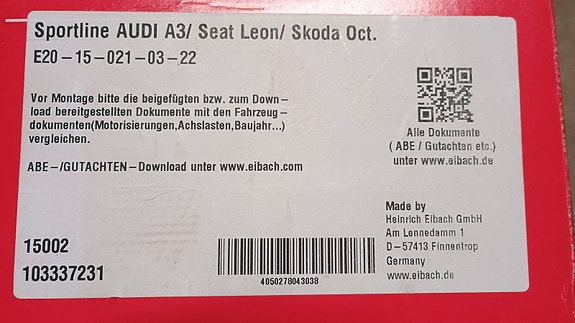 Sportline AUDI A3/ Seat Leon/ Skoda Oct.
E20-15-021-03-22
Vor Montage bitte die beigefügten bzw. zum Down-
load bereitgestellten Dokumente mit den Fahrzeug-
dokumenten(Motorisierungen,Achslasten,Baujahr...)
vergleichen.
ABE-/GUTACHTEN-Download unter www.eibach.com
Alle Dokumente
( ABE / Gutachten etc.)
unter www.eibach.de
15002
103337231
4050278043038
Made by
Heinrich Eibach GmbH
Am Lennedamm 1
D-57413 Finnentrop
Germany
www.eibach.de